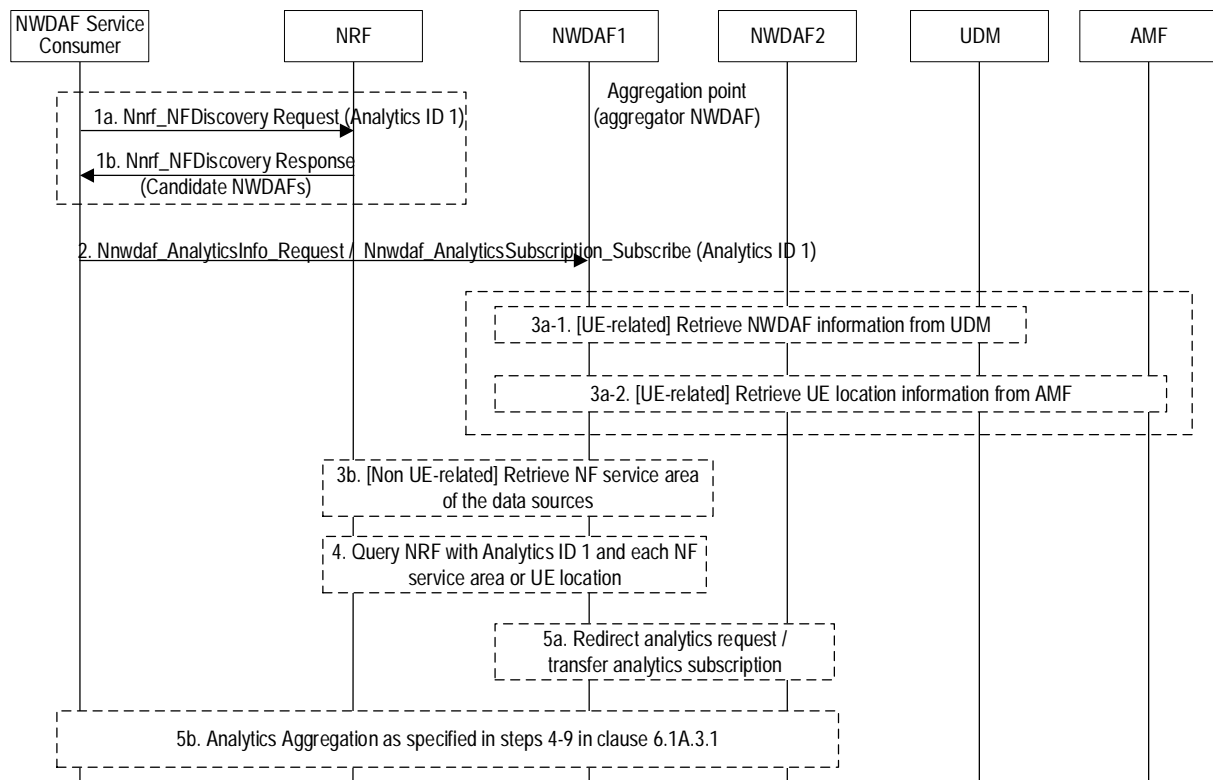 NWDAF Service
Consumer
NRF
NWDAF1
NWDAF2
UDM
AMF
Aggregation point
(aggregator NWDAF)
1a. Nnrf_NFDiscovery Request (Analytics ID 1)
1b. Nnrf_NFDiscovery Response
(Candidate NWDAFs)
2. Nnwdaf_AnalyticsInfo_Request / Nnwdaf_AnalyticsSubscription_Subscribe (Analytics ID 1)
3a-1. [UE-related] Retrieve NWDAF information from UDM
3a-2. [UE-related] Retrieve UE location information from AMF
3b. [Non UE-related] Retrieve NF service area
of the data sources
4. Query NRF with Analytics ID 1 and each NF
service area or UE location
5a. Redirect analytics request /
transfer analytics subscription
5b. Analytics Aggregation as specified in steps 4-9 in clause 6.1A.3.1